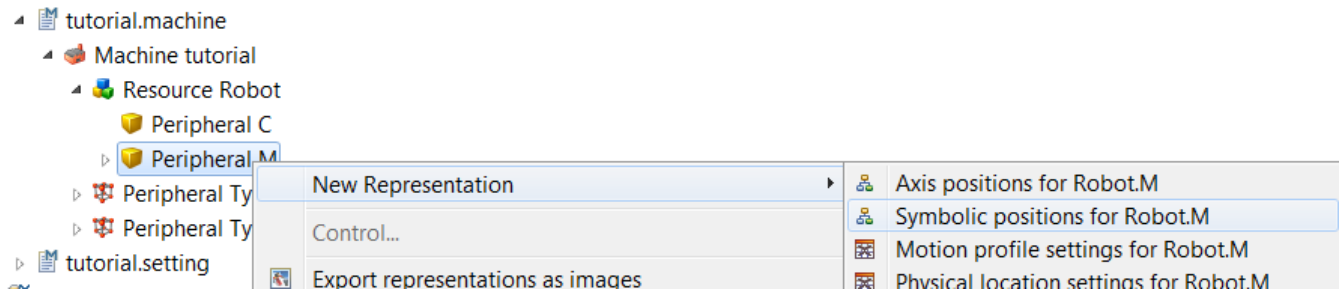 tutorial.machine
Machine tutorial
Resource Robot
Peripheral C
Peripheral M
New Representation
Axis positions for Robot.M
Peripheral Ty
Symbolic positions for Robot.M
Control...
Peripheral Ty
Motion profile settings for Robot.M
tutorial.setting
Export representations as images
Physical location settings for Robot.M